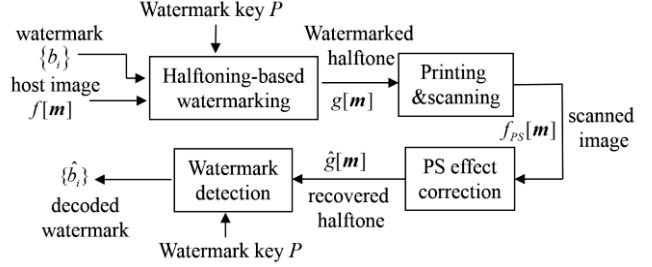 Watermark key P
watermark
{b_i}
host image
f[m]
Halftoning-based
watermarking
Watermarked
halftone
g[m]
Printing
&scanning
f_PS[m]
scanned
image
PS effect
correction
ĝ[m]
recovered
halftone
Watermark
detection
{b̂_i}
decoded
watermark
Watermark key P